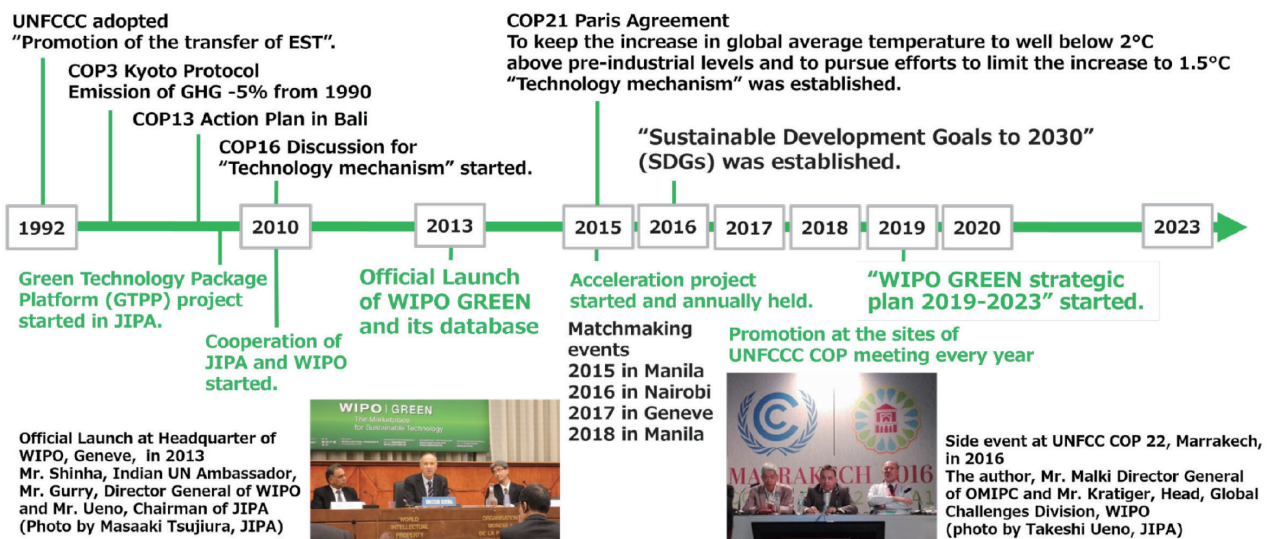 UNFCCC adopted
“Promotion of the transfer of EST”.
COP3 Kyoto Protocol
Emission of GHG -5% from 1990
COP13 Action Plan in Bali
COP16 Discussion for
“Technology mechanism” started.
COP21 Paris Agreement
To keep the increase in global average temperature to well below 2°C
above pre-industrial levels and to pursue efforts to limit the increase to 1.5°C
“Technology mechanism” was established.
“Sustainable Development Goals to 2030”
(SDGs) was established.
1992
2010
2013
2015
2016
2017
2018
2019
2020
2023
Green Technology Package
Platform (GTPP) project
started in JIPA.
Cooperation of
JIPA and WIPO
started.
Official Launch
of WIPO GREEN
and its database
Acceleration project
started and annually held.
Matchmaking
events
2015 in Manila
2016 in Nairobi
2017 in Geneve
2018 in Manila
“WIPO GREEN strategic
plan 2019-2023” started.
Promotion at the sites of
UNFCCC COP meeting every year
Official Launch at Headquarter of
WIPO, Geneve, in 2013
Mr. Shinha, Indian UN Ambassador,
Mr. Gurry, Director General of WIPO
and Mr. Ueno, Chairman of JIPA
(Photo by Masaaki Tsujiura, JIPA)
WIPO | GREEN
The Marketplace
for Sustainable Technology
WORLD
INTELLECTUAL
PROPERTY
ORGANISATION
MONDIALE
DE LA
MARRAKECH 2016
Side event at UNFCC COP 22, Marrakech,
in 2016
The author, Mr. Malki Director General
of OMIPC and Mr. Kratiger, Head, Global
Challenges Division, WIPO
(photo by Takeshi Ueno, JIPA)